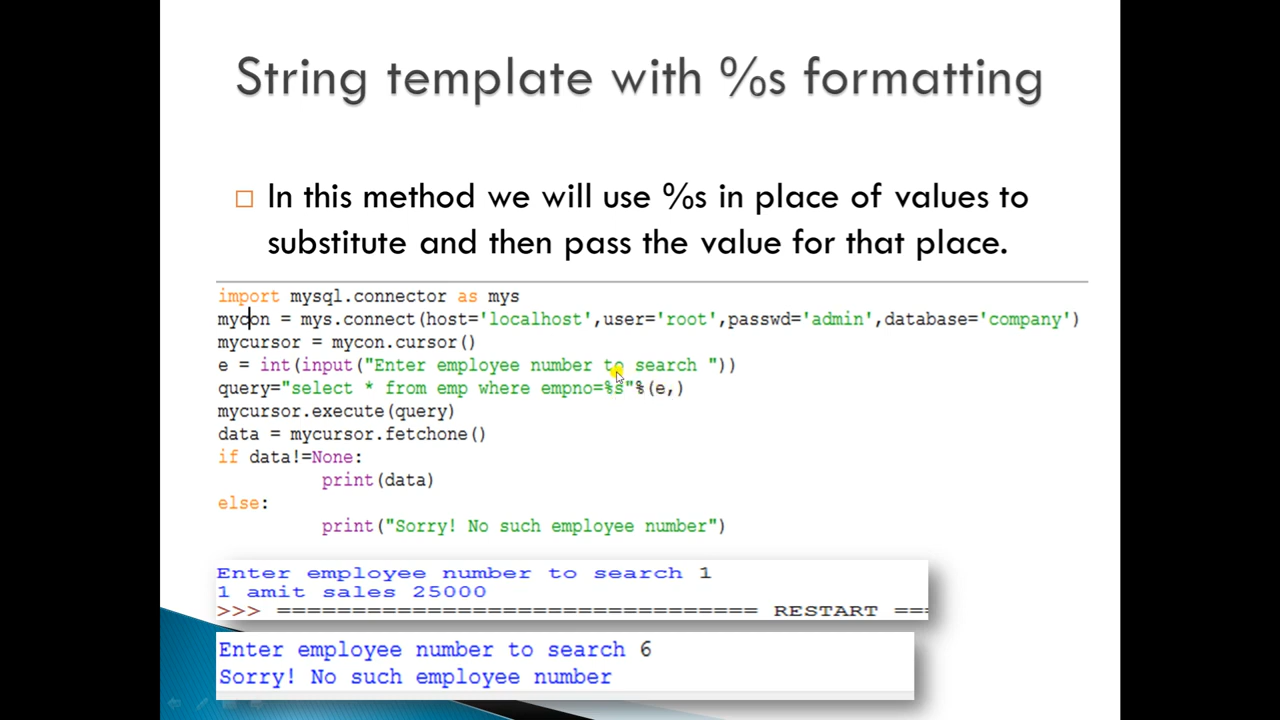 String template with %s formatting
In this method we will use %s in place of values to
substitute and then pass the value for that place.
import mysql.connector as mys
mycon = mys.connect(host='localhost',user='root',passwd='admin',database='company')
mycursor = mycon.cursor()
e = int(input("Enter employee number to search "))
query="select * from emp where empno=%s"%(e,)
mycursor.execute(query)
data = mycursor.fetchone()
if data!=None:
print(data)
else:
print("Sorry! No such employee number")
Enter employee number to search 1
1 amit sales 25000
>>> ================================ RESTART ===
Enter employee number to search 6
Sorry! No such employee number